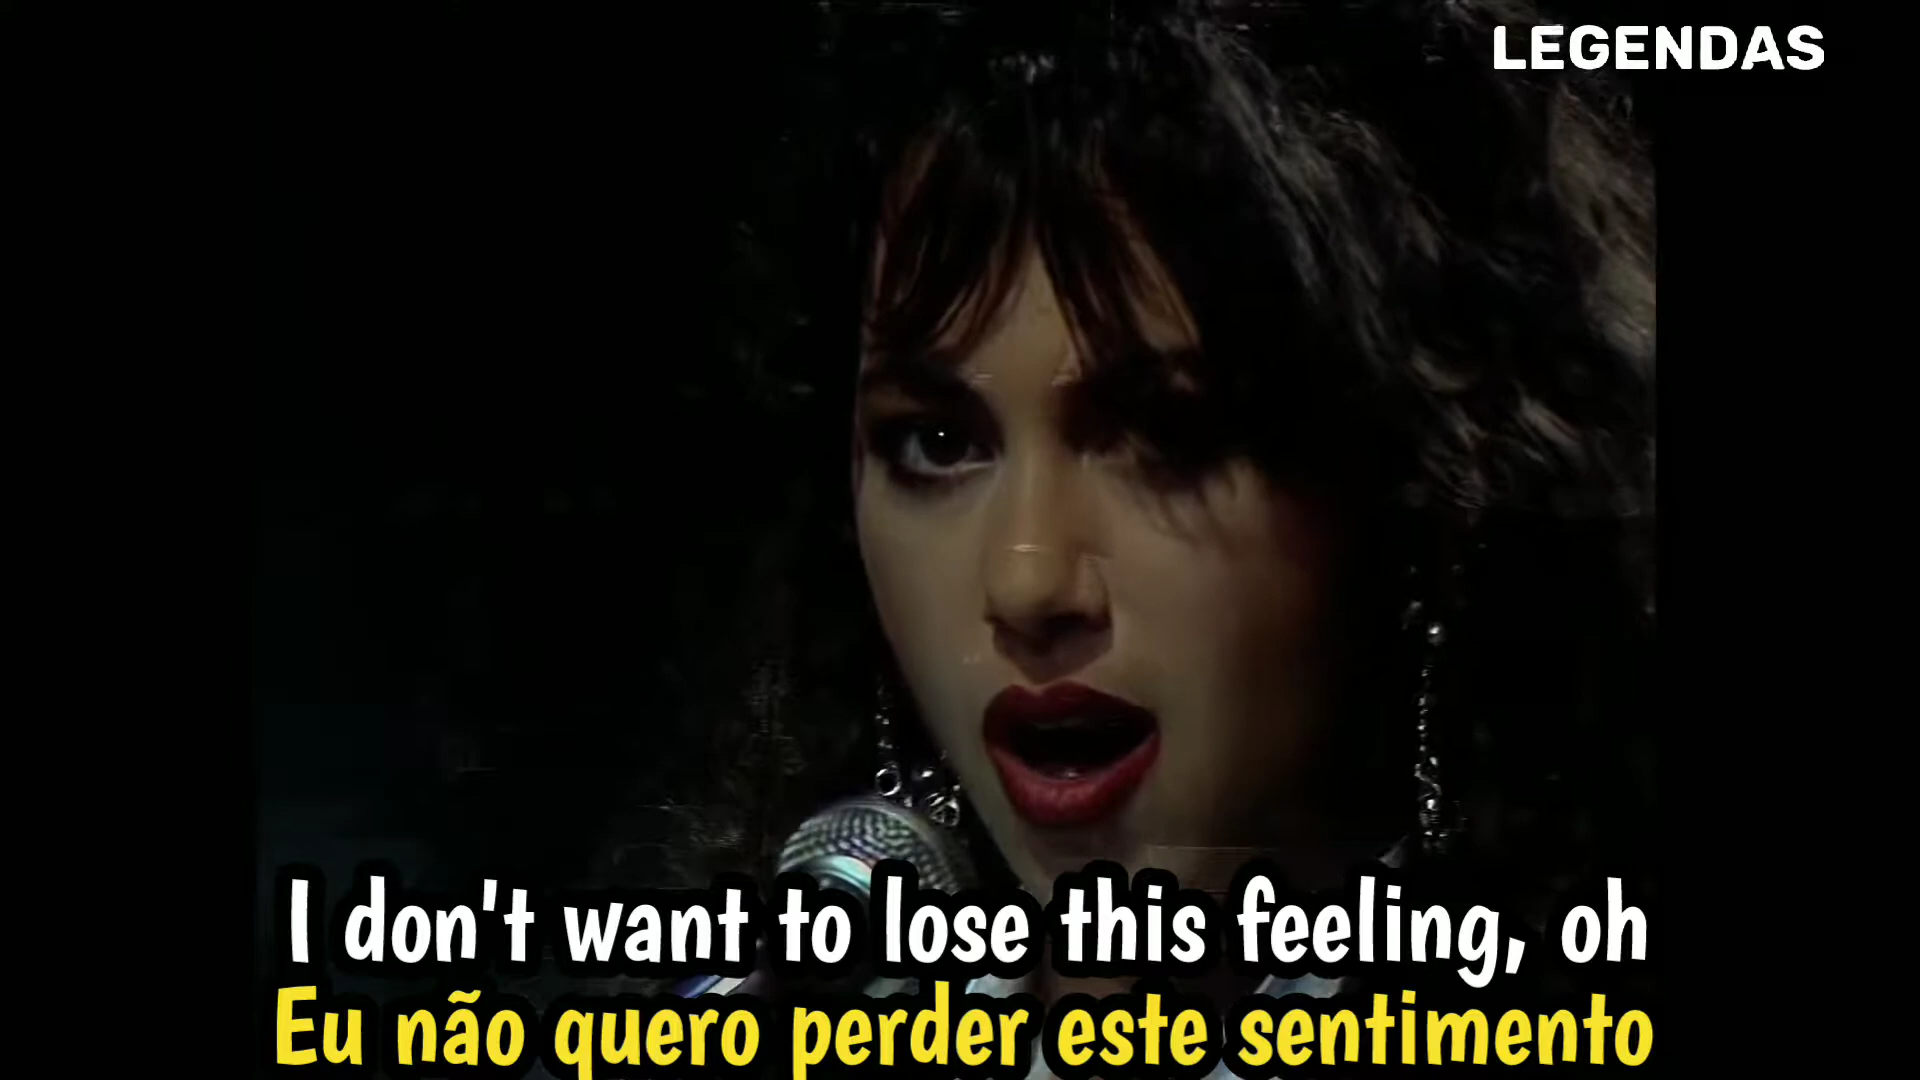 LEGENDAS
I don't want to lose this feeling, oh
Eu não quero perder este sentimento